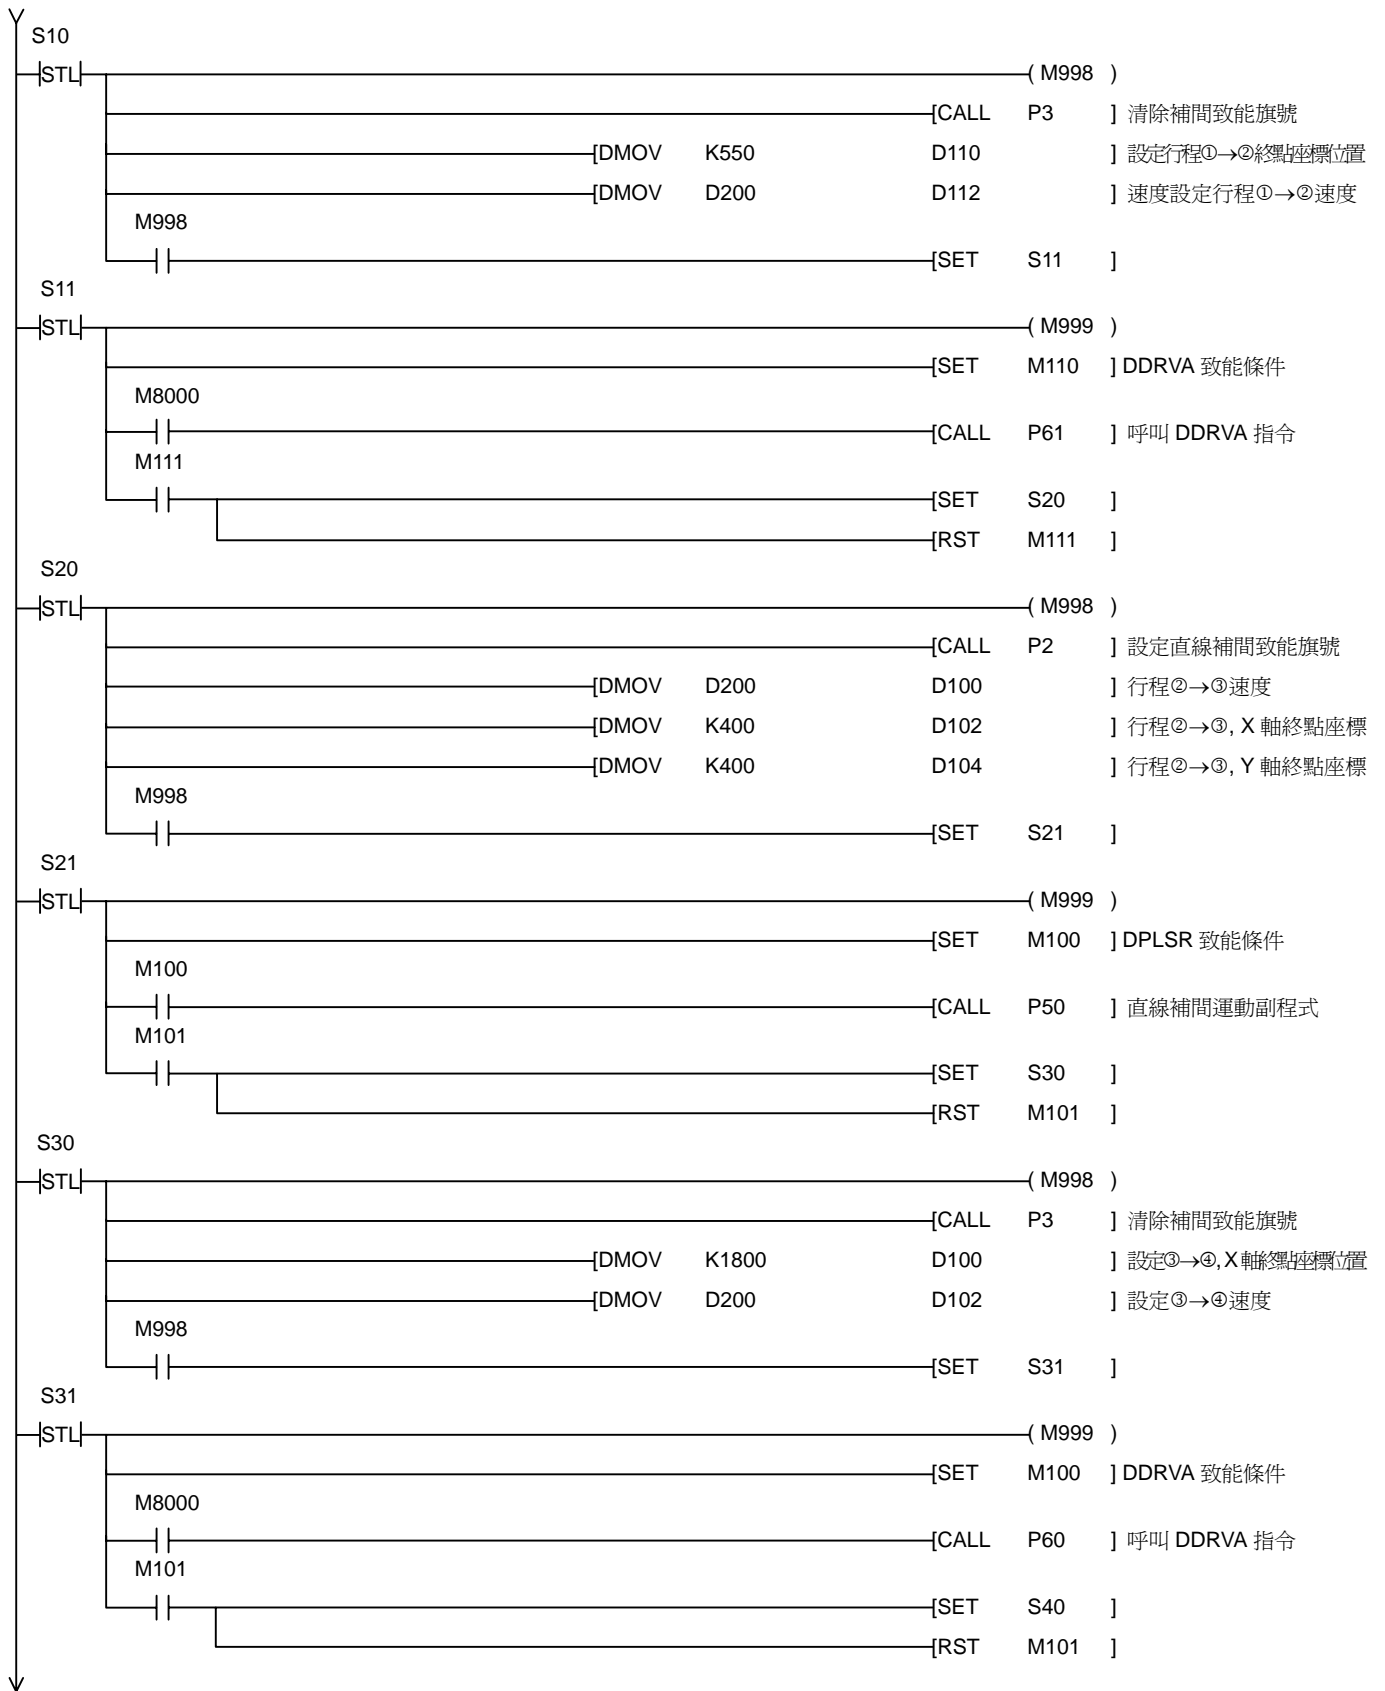 S10
STL ( M998 )
[CALL P3 ] 清除補間致能旗號
[DMOV K550 D110 ] 設定行程①→②終點座標位置
[DMOV D200 D112 ] 速度設定行程①→②速度
M998
[SET S11 ]
S11
STL ( M999 )
[SET M110 ] DDRVA 致能條件
M8000
[CALL P61 ] 呼叫 DDRVA 指令
M111
[SET S20 ]
[RST M111 ]
S20
STL ( M998 )
[CALL P2 ] 設定直線補間致能旗號
[DMOV D200 D100 ] 行程②→③速度
[DMOV K400 D102 ] 行程②→③, X 軸終點座標
[DMOV K400 D104 ] 行程②→③, Y 軸終點座標
M998
[SET S21 ]
S21
STL ( M999 )
[SET M100 ] DPLSR 致能條件
M100
[CALL P50 ] 直線補間運動副程式
M101
[SET S30 ]
[RST M101 ]
S30
STL ( M998 )
[CALL P3 ] 清除補間致能旗號
[DMOV K1800 D100 ] 設定③→④, X 軸終點座標位置
[DMOV D200 D102 ] 設定③→④速度
M998
[SET S31 ]
S31
STL ( M999 )
[SET M100 ] DDRVA 致能條件
M8000
[CALL P60 ] 呼叫 DDRVA 指令
M101
[SET S40 ]
[RST M101 ]